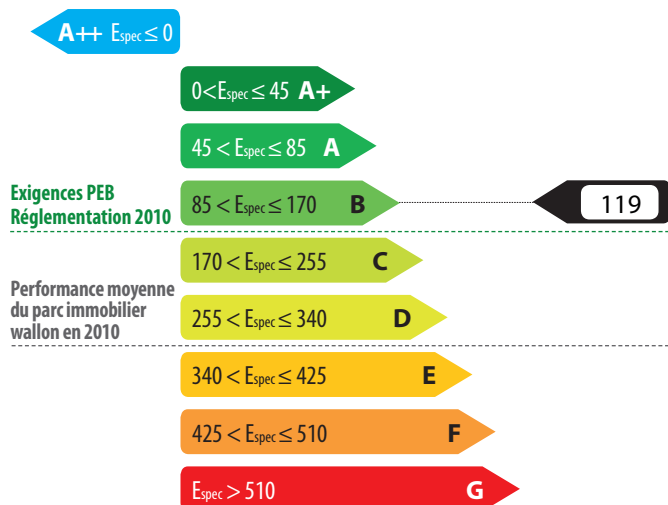 A++ Espec ≤ 0
0<Espec ≤ 45 A+
45 < Espec ≤ 85 A
Exigences PEB
Réglementation 2010
85 < Espec ≤ 170 B
119
170 < Espec ≤ 255 C
Performance moyenne
du parc immobilier
wallon en 2010
255 < Espec ≤ 340 D
340 < Espec ≤ 425 E
425 < Espec ≤ 510 F
Espec > 510 G